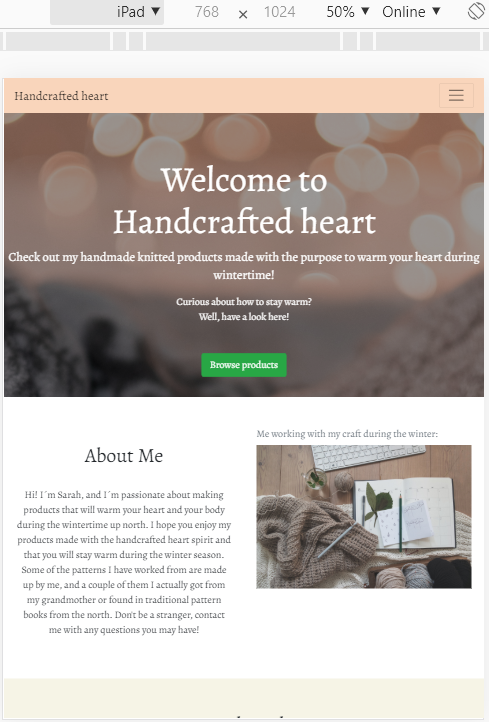 iPad ▼ 768 × 1024 50% ▼ Online ▼
Handcrafted heart
Welcome to
Handcrafted heart
Check out my handmade knitted products made with the purpose to warm your heart during
wintertime!
Curious about how to stay warm?
Well, have a look here!
Browse products
Me working with my craft during the winter:
About Me
Hi! I´m Sarah, and I´m passionate about making
products that will warm your heart and your body
during the wintertime up north. I hope you enjoy my
products made with the handcrafted heart spirit and
that you will stay warm during the winter season.
Some of the patterns I have worked from are made
up by me, and a couple of them I actually got from
my grandmother or found in traditional pattern
books from the north. Don't be a stranger, contact
me with any questions you may have!